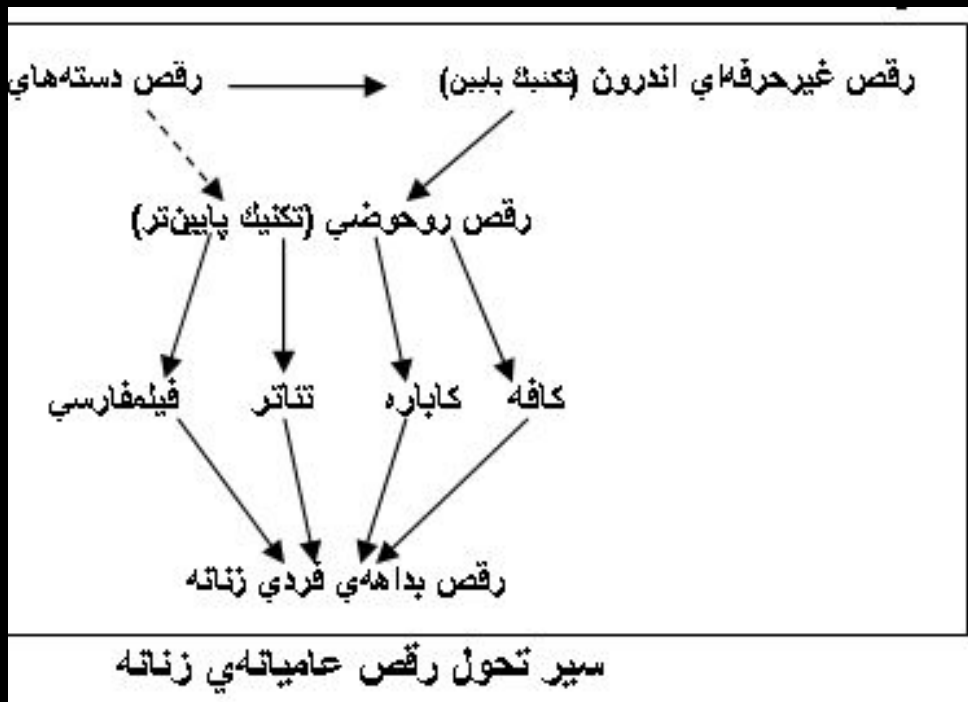 رقص غيرحرفه‌اي اندرون (تكنيك پايين) رقص دسته‌هاي
رقص روحوضي (تكنيك پايين‌تر)
كافه كاباره تئاتر فيلمفارسي
رقص بداهه‌ي فردي زنانه
سير تحول رقص عاميانه‌ي زنانه